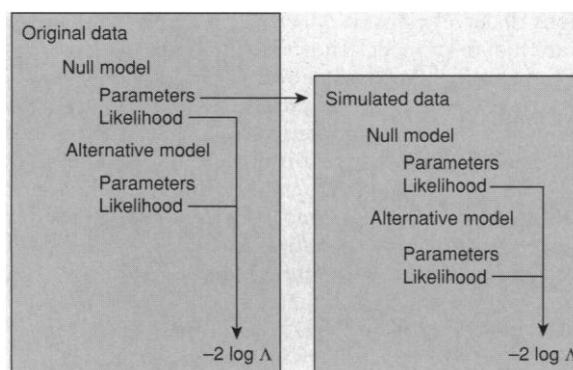 Original data
Null model
Parameters
Likelihood
Alternative model
Parameters
Likelihood
−2 log Λ
Simulated data
Null model
Parameters
Likelihood
Alternative model
Parameters
Likelihood
−2 log Λ